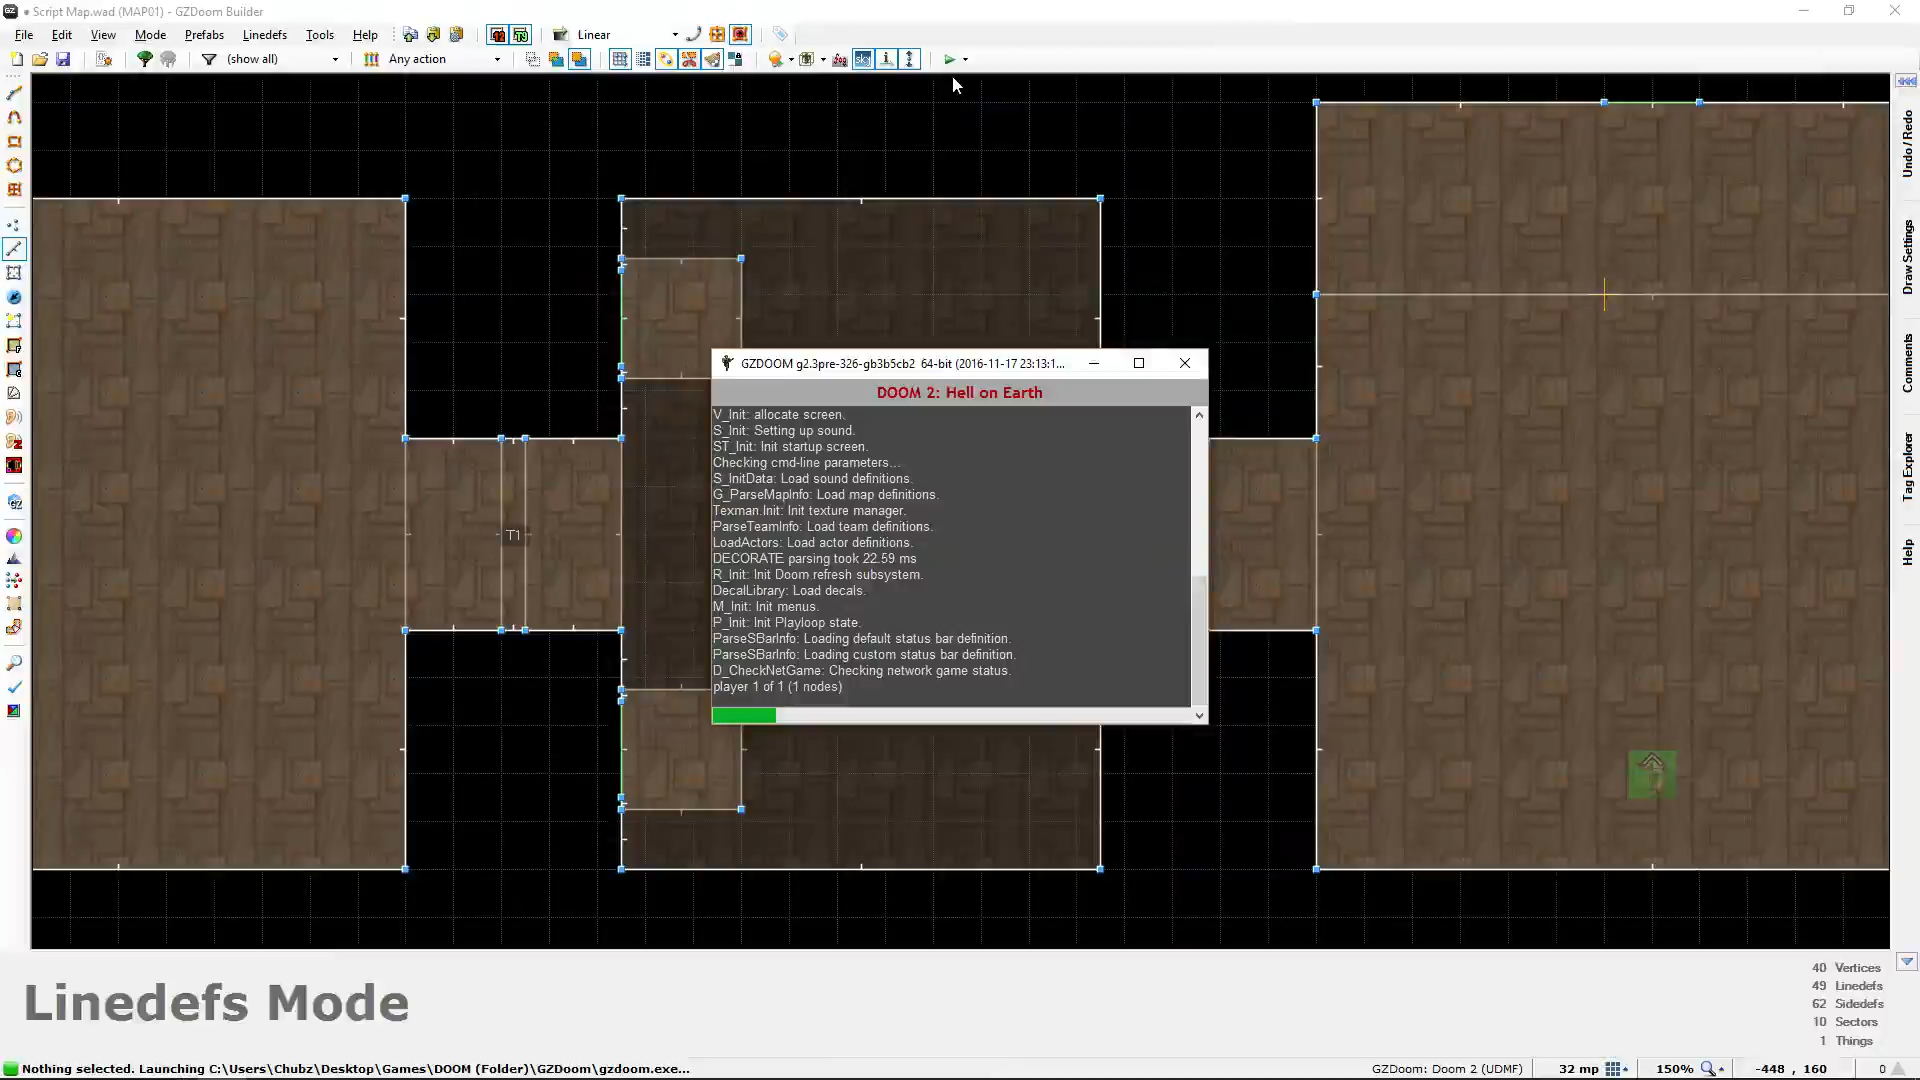 • Script Map.wad (MAP01) - GZDoom Builder
File Edit View Mode Prefabs Linedefs Tools Help Linear
(show all) Any action
Undo / Redo
Draw Settings
Comments
Tag Explorer
Help
T1
GZDOOM g2.3pre-326-gb3b5cb2 64-bit (2016-11-17 23:13:1...
DOOM 2: Hell on Earth
V_Init: allocate screen.
S_Init: Setting up sound.
ST_Init: Init startup screen.
Checking cmd-line parameters...
S_InitData: Load sound definitions.
G_ParseMapInfo: Load map definitions.
Texman.Init: Init texture manager.
ParseTeamInfo: Load team definitions.
LoadActors: Load actor definitions.
DECORATE parsing took 22.59 ms
R_Init: Init Doom refresh subsystem.
DecalLibrary: Load decals.
M_Init: Init menus.
P_Init: Init Playloop state.
ParseSBarInfo: Loading default status bar definition.
ParseSBarInfo: Loading custom status bar definition.
D_CheckNetGame: Checking network game status.
player 1 of 1 (1 nodes)
Linedefs Mode
40 Vertices
49 Linedefs
62 Sidedefs
10 Sectors
1 Things
Nothing selected. Launching C:\Users\Chubz\Desktop\Games\DOOM (Folder)\GZDoom\gzdoom.exe...
GZDoom: Doom 2 (UDMF) 32 mp 150% -448 , 160 0